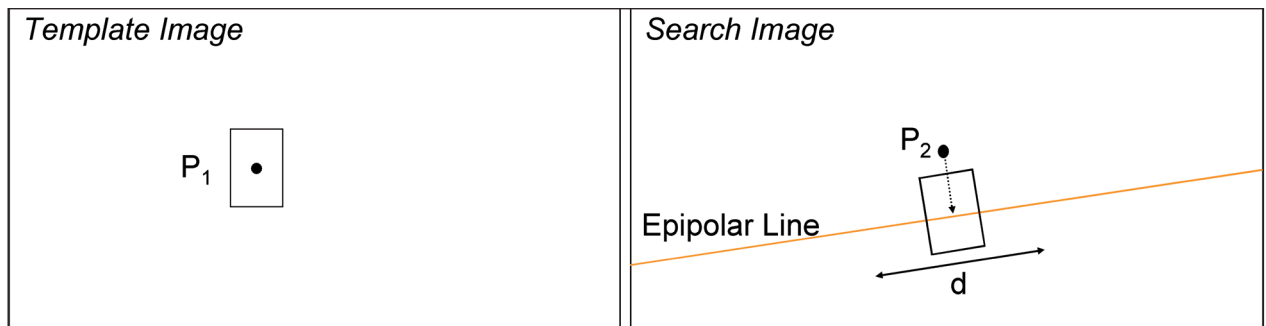 Template Image
P₁
Search Image
P₂
Epipolar Line
d